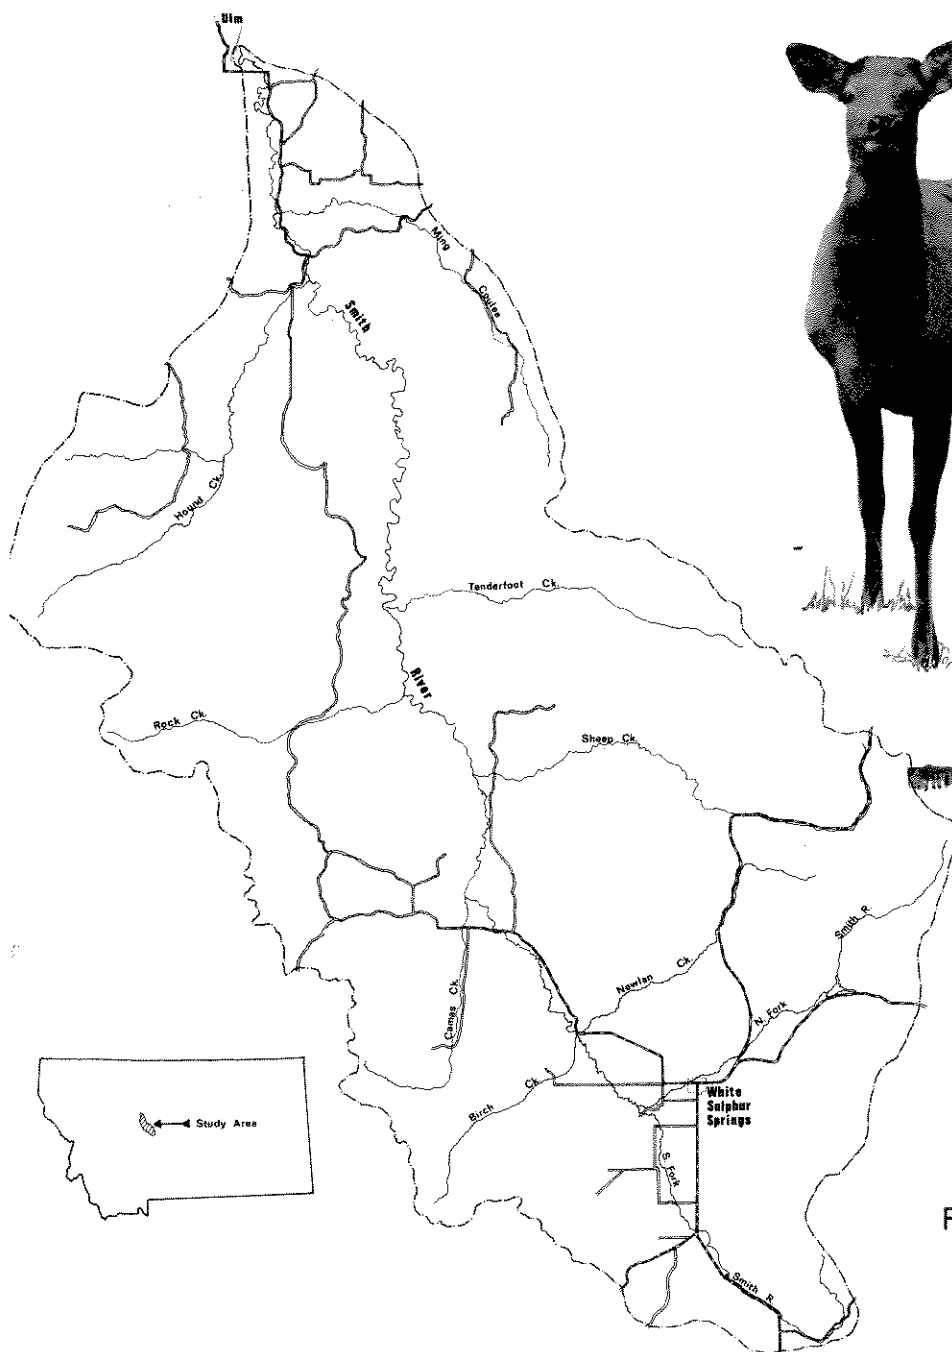 Ulm
Ming
Coulee
Smith
Hound Ck.
Tenderfoot Ck.
River
Rock Ck.
Sheep Ck.
Smith R.
Newlan Ck.
N. Fork
Camas Ck.
Birch Ck.
White
Sulphur
Springs
Study Area
S. Fork
Smith R.
F